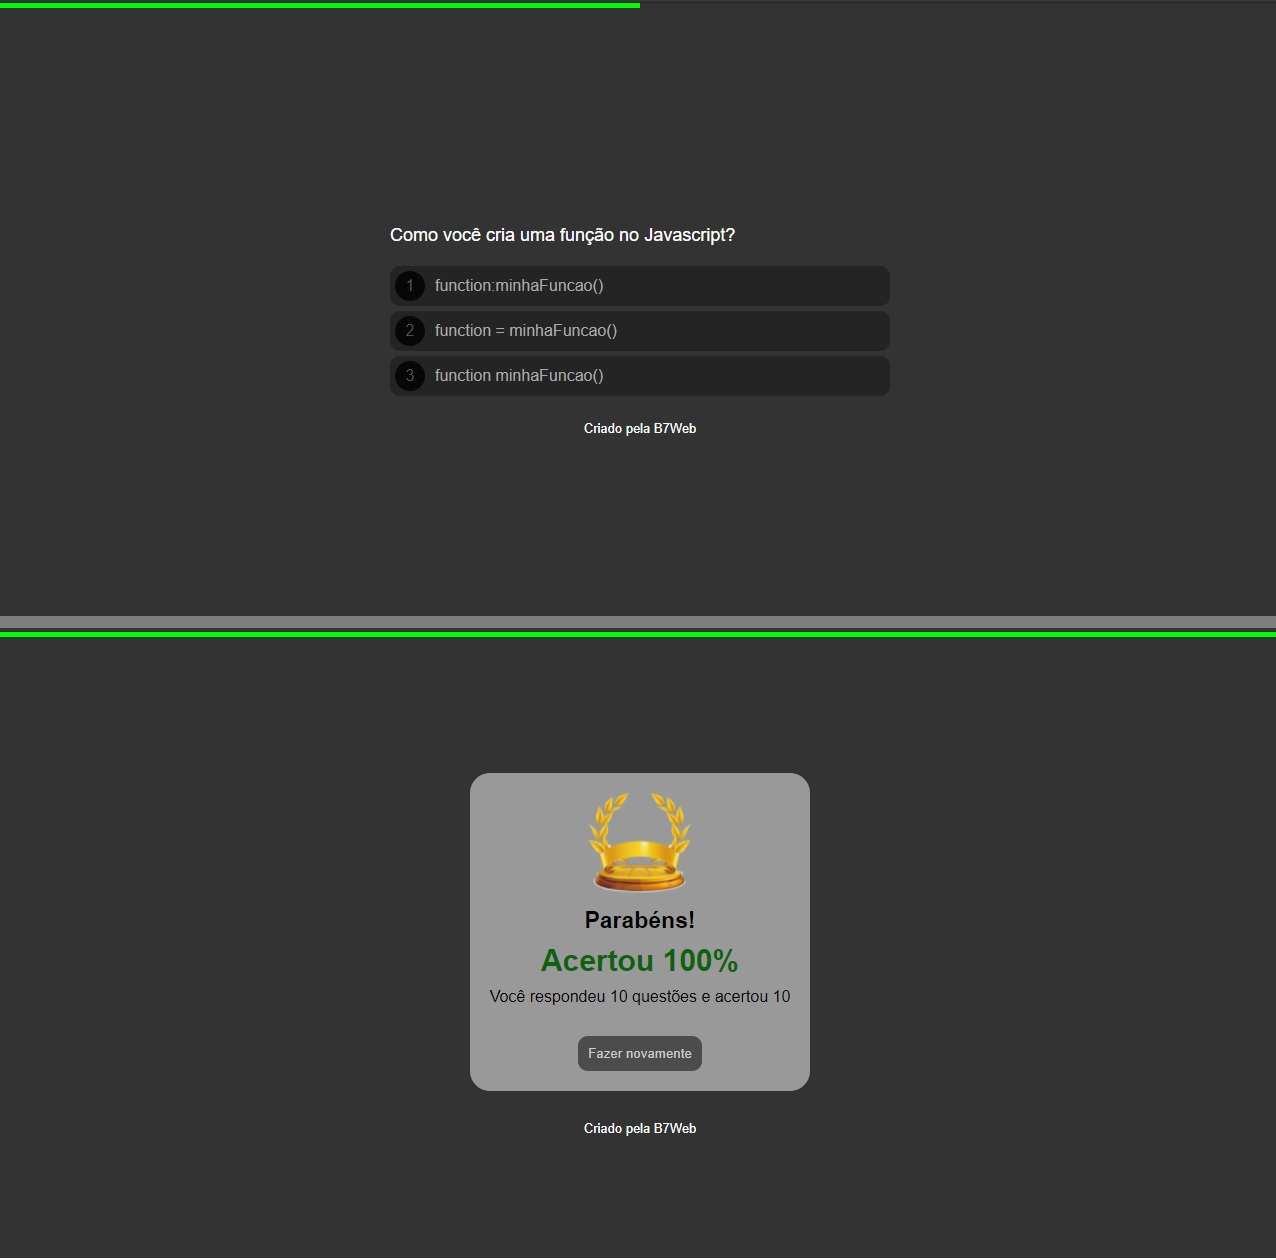 Como você cria uma função no Javascript?
1 function:minhaFuncao()
2 function = minhaFuncao()
3 function minhaFuncao()
Criado pela B7Web
Parabéns!
Acertou 100%
Você respondeu 10 questões e acertou 10
Fazer novamente
Criado pela B7Web